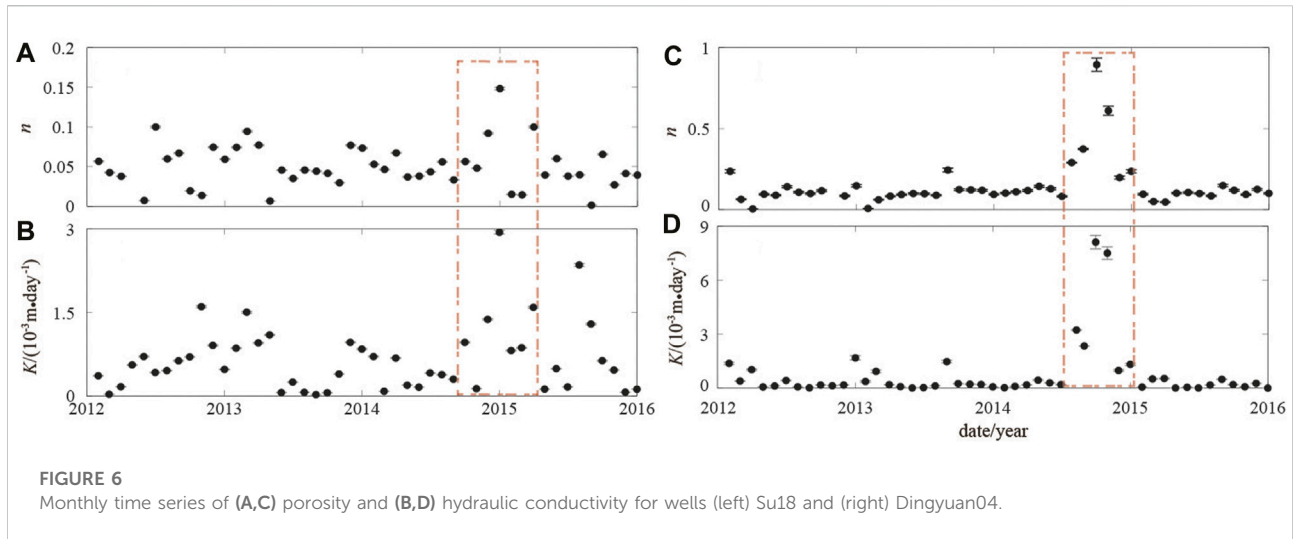 A
0.2
0.15
0.1
0.05
0
n
B
3
1.5
0
K/(10⁻³m•day⁻¹)
2012 2013 2014 2015 2016
C
1
0.5
0
n
D
9
6
3
0
K/(10⁻³m•day⁻¹)
2012 2013 2014 2015 2016
date/year
FIGURE 6
Monthly time series of (A,C) porosity and (B,D) hydraulic conductivity for wells (left) Su18 and (right) Dingyuan04.